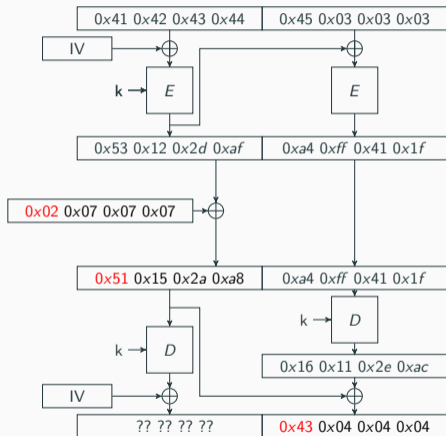 0x41 0x42 0x43 0x44 0x45 0x03 0x03 0x03
IV
k E E
0x53 0x12 0x2d 0xaf 0xa4 0xff 0x41 0x1f
0x02 0x07 0x07 0x07
0x51 0x15 0x2a 0xa8 0xa4 0xff 0x41 0x1f
k D
k D
0x16 0x11 0x2e 0xac
IV
?? ?? ?? ?? 0x43 0x04 0x04 0x04